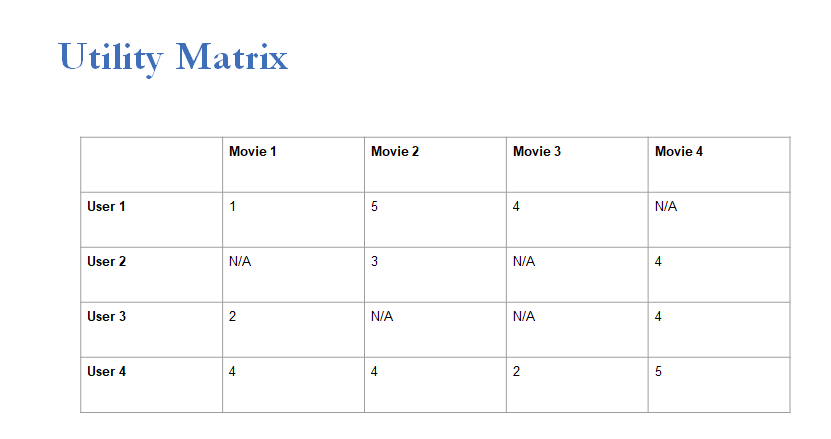 Utility Matrix
Movie 1 Movie 2 Movie 3 Movie 4
User 1 1 5 4 N/A
User 2 N/A 3 N/A 4
User 3 2 N/A N/A 4
User 4 4 4 2 5